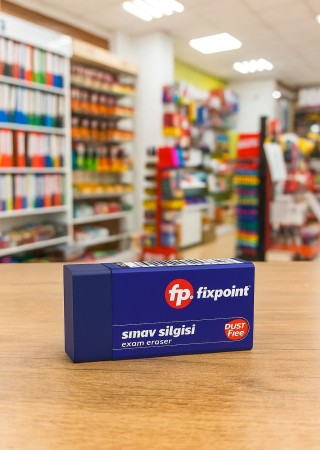 fp. fixpoint
sınav silgisi
exam eraser
DUST
Free